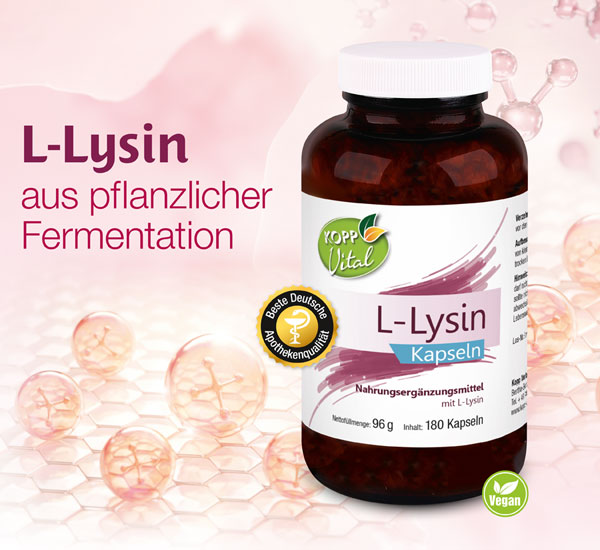 L-Lysin
aus pflanzlicher
Fermentation
KOPP
Vital
Beste Deutsche
Apothekenqualität
L-Lysin
Kapseln
Nahrungsergänzungsmittel
mit L-Lysin
Nettofüllmenge: 96 g Inhalt: 180 Kapseln
Vegan